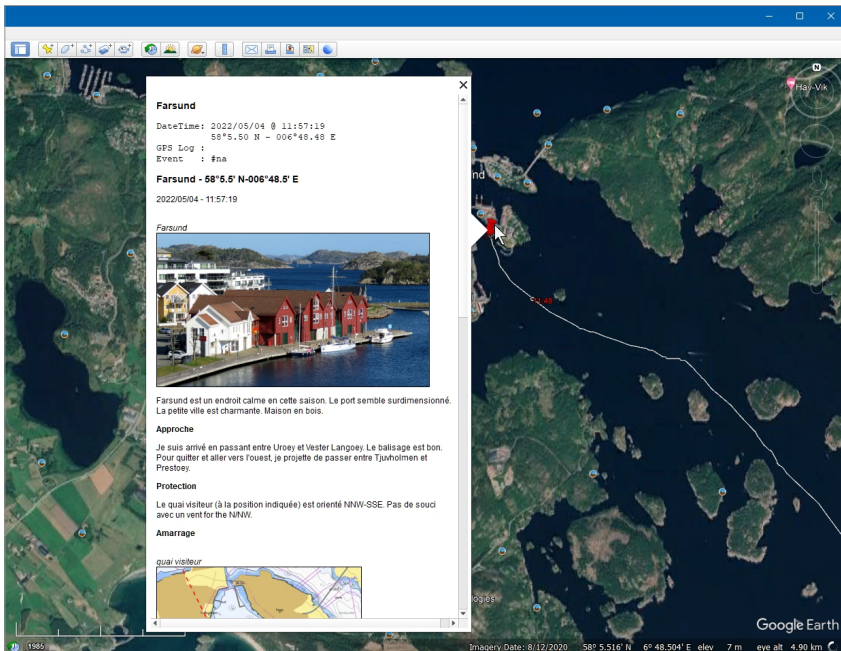 Hav-Vik
N
nd
11:48
Farsund
DateTime: 2022/05/04 @ 11:57:19
58°5.50 N - 006°48.48 E
GPS Log :
Event : #na
Farsund - 58°5.5' N-006°48.5' E
2022/05/04 - 11:57:19
Farsund
Farsund est un endroit calme en cette saison. Le port semble surdimensionné.
La petite ville est charmante. Maison en bois.
Approche
Je suis arrivé en passant entre Uroey et Vester Langoey. Le balisage est bon.
Pour quitter et aller vers l'ouest, je projette de passer entre Tjuvholmen et
Prestoey.
Protection
Le quai visiteur (à la position indiquée) est orienté NNW-SSE. Pas de souci
avec un vent for the N/NW.
Amarrage
quai visiteur
logies
Google Earth
1985
Imagery Date: 8/12/2020 58° 5.516' N 6° 48.504' E elev 7 m eye alt 4.90 km